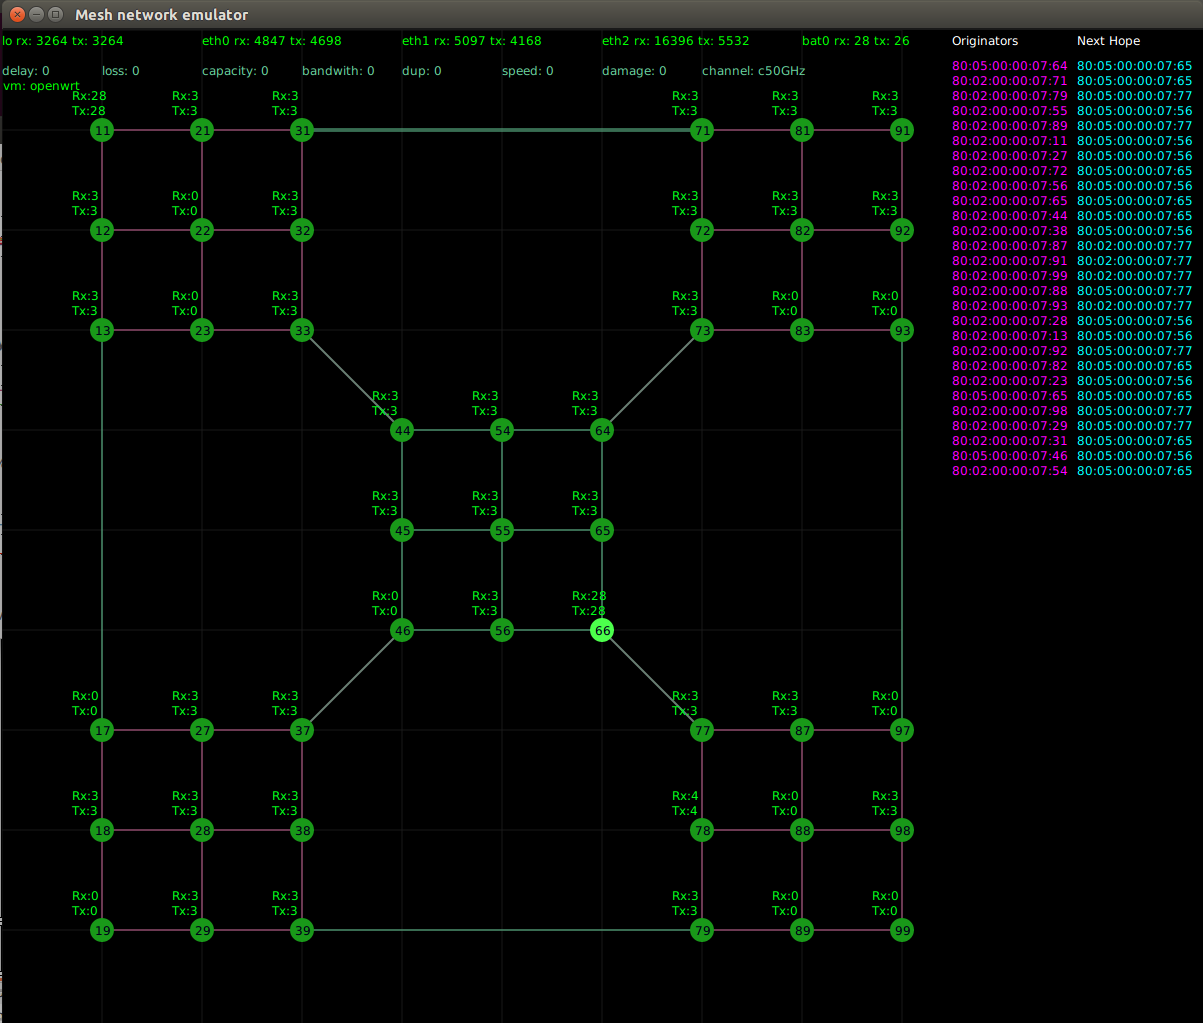 Mesh network emulator
lo rx: 3264 tx: 3264 eth0 rx: 4847 tx: 4698 eth1 rx: 5097 tx: 4168 eth2 rx: 16396 tx: 5532 bat0 rx: 28 tx: 26
delay: 0 loss: 0 capacity: 0 bandwith: 0 dup: 0 speed: 0 damage: 0 channel: c50GHz
vm: openwrt
Rx:28 Rx:3 Rx:3 Rx:3 Rx:3 Rx:3
Tx:28 Tx:3 Tx:3 Tx:3 Tx:3 Tx:3
11 21 31 71 81 91
Rx:3 Rx:0 Rx:3 Rx:3 Rx:3 Rx:3
Tx:3 Tx:0 Tx:3 Tx:3 Tx:3 Tx:3
12 22 32 72 82 92
Rx:3 Rx:0 Rx:3 Rx:3 Rx:0 Rx:0
Tx:3 Tx:0 Tx:3 Tx:3 Tx:0 Tx:0
13 23 33 73 83 93
Rx:3 Rx:3 Rx:3
Tx:3 Tx:3 Tx:3
44 54 64
Rx:3 Rx:3 Rx:3
Tx:3 Tx:3 Tx:3
45 55 65
Rx:0 Rx:3 Rx:28
Tx:0 Tx:3 Tx:28
46 56 66
Rx:0 Rx:3 Rx:3 Rx:3 Rx:3 Rx:0
Tx:0 Tx:3 Tx:3 Tx:3 Tx:3 Tx:0
17 27 37 77 87 97
Rx:3 Rx:3 Rx:3 Rx:4 Rx:0 Rx:3
Tx:3 Tx:3 Tx:3 Tx:4 Tx:0 Tx:3
18 28 38 78 88 98
Rx:0 Rx:3 Rx:3 Rx:3 Rx:0 Rx:0
Tx:0 Tx:3 Tx:3 Tx:3 Tx:0 Tx:0
19 29 39 79 89 99
Originators Next Hope
80:05:00:00:07:64 80:05:00:00:07:65
80:02:00:00:07:71 80:05:00:00:07:65
80:02:00:00:07:79 80:05:00:00:07:77
80:02:00:00:07:55 80:05:00:00:07:56
80:02:00:00:07:89 80:05:00:00:07:77
80:02:00:00:07:11 80:05:00:00:07:56
80:02:00:00:07:27 80:05:00:00:07:56
80:02:00:00:07:72 80:05:00:00:07:65
80:02:00:00:07:56 80:05:00:00:07:56
80:02:00:00:07:65 80:05:00:00:07:65
80:02:00:00:07:44 80:05:00:00:07:65
80:02:00:00:07:38 80:05:00:00:07:56
80:02:00:00:07:87 80:02:00:00:07:77
80:02:00:00:07:91 80:02:00:00:07:77
80:02:00:00:07:99 80:02:00:00:07:77
80:02:00:00:07:88 80:05:00:00:07:77
80:02:00:00:07:93 80:02:00:00:07:77
80:02:00:00:07:28 80:05:00:00:07:56
80:02:00:00:07:13 80:05:00:00:07:56
80:02:00:00:07:92 80:05:00:00:07:77
80:02:00:00:07:82 80:05:00:00:07:65
80:02:00:00:07:23 80:05:00:00:07:56
80:05:00:00:07:65 80:05:00:00:07:65
80:02:00:00:07:98 80:05:00:00:07:77
80:02:00:00:07:29 80:05:00:00:07:77
80:02:00:00:07:31 80:05:00:00:07:65
80:05:00:00:07:46 80:05:00:00:07:56
80:02:00:00:07:54 80:05:00:00:07:65